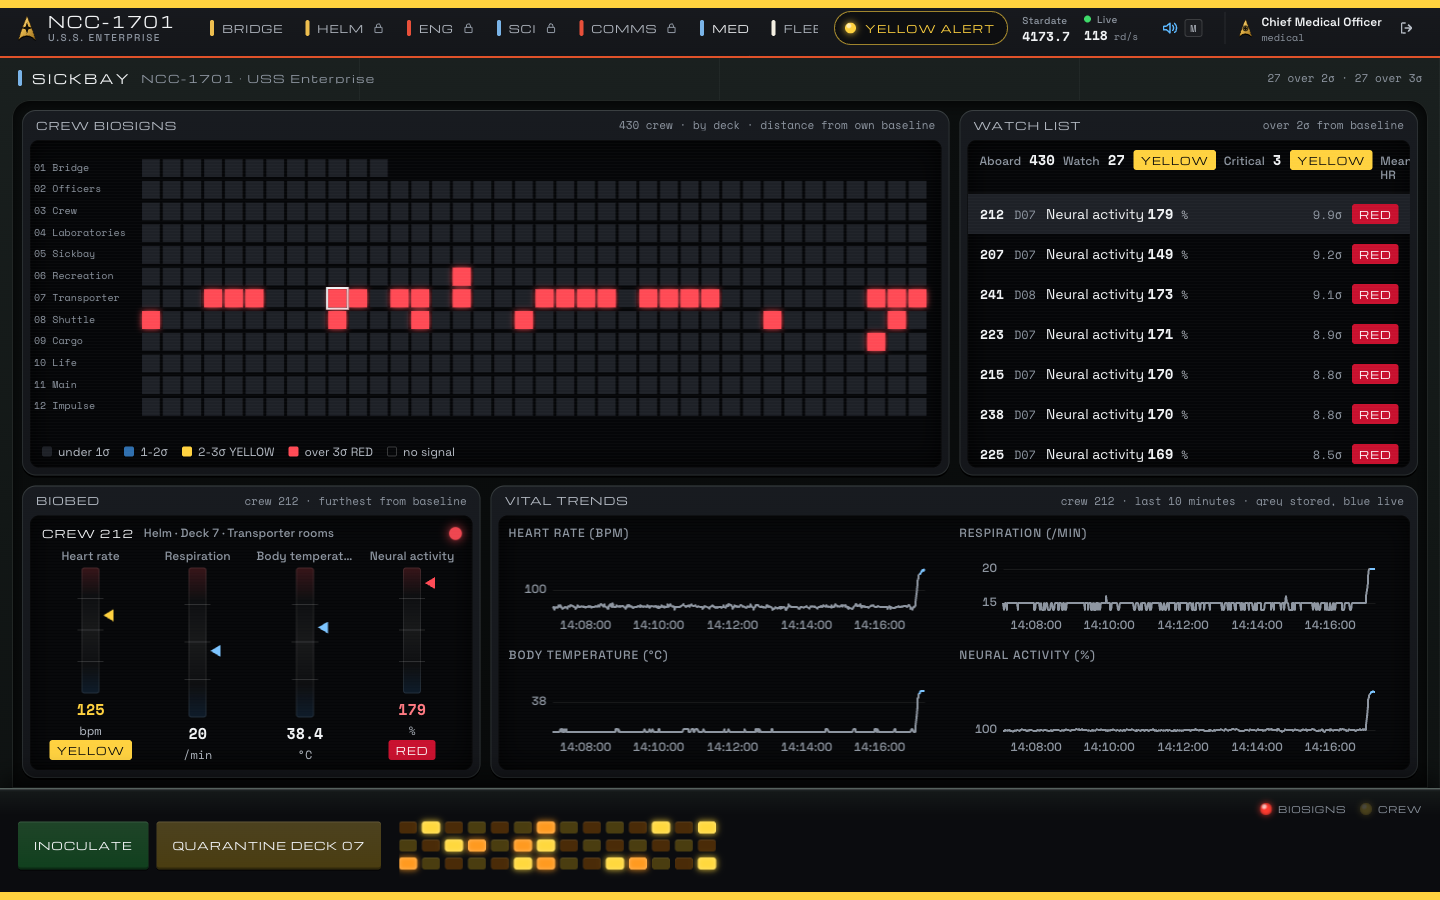 NCC-1701
U.S.S. ENTERPRISE
BRIDGE
HELM
ENG
SCI
COMMS
MED
FLEE
YELLOW ALERT
Stardate
4173.7
Live
118 rd/s
M
Chief Medical Officer
medical
SICKBAY NCC-1701 · USS Enterprise
27 over 2σ · 27 over 3σ
CREW BIOSIGNS
430 crew · by deck · distance from own baseline
01 Bridge
02 Officers
03 Crew
04 Laboratories
05 Sickbay
06 Recreation
07 Transporter
08 Shuttle
09 Cargo
10 Life
11 Main
12 Impulse
under 1σ 1-2σ 2-3σ YELLOW over 3σ RED no signal
WATCH LIST
over 2σ from baseline
Aboard 430 Watch 27 YELLOW Critical 3 YELLOW Mean
HR
212 D07 Neural activity 179 % 9.9σ RED
207 D07 Neural activity 149 % 9.2σ RED
241 D08 Neural activity 173 % 9.1σ RED
223 D07 Neural activity 171 % 8.9σ RED
215 D07 Neural activity 170 % 8.8σ RED
238 D07 Neural activity 170 % 8.8σ RED
225 D07 Neural activity 169 % 8.5σ RED
BIOBED
crew 212 · furthest from baseline
CREW 212 Helm · Deck 7 · Transporter rooms
Heart rate
125
bpm
YELLOW
Respiration
20
/min
Body temperat…
38.4
°C
Neural activity
179
%
RED
VITAL TRENDS
crew 212 · last 10 minutes · grey stored, blue live
HEART RATE (BPM)
100
14:08:00 14:10:00 14:12:00 14:14:00 14:16:00
RESPIRATION (/MIN)
20
15
14:08:00 14:10:00 14:12:00 14:14:00 14:16:00
BODY TEMPERATURE (°C)
38
14:08:00 14:10:00 14:12:00 14:14:00 14:16:00
NEURAL ACTIVITY (%)
100
14:08:00 14:10:00 14:12:00 14:14:00 14:16:00
BIOSIGNS CREW
INOCULATE
QUARANTINE DECK 07